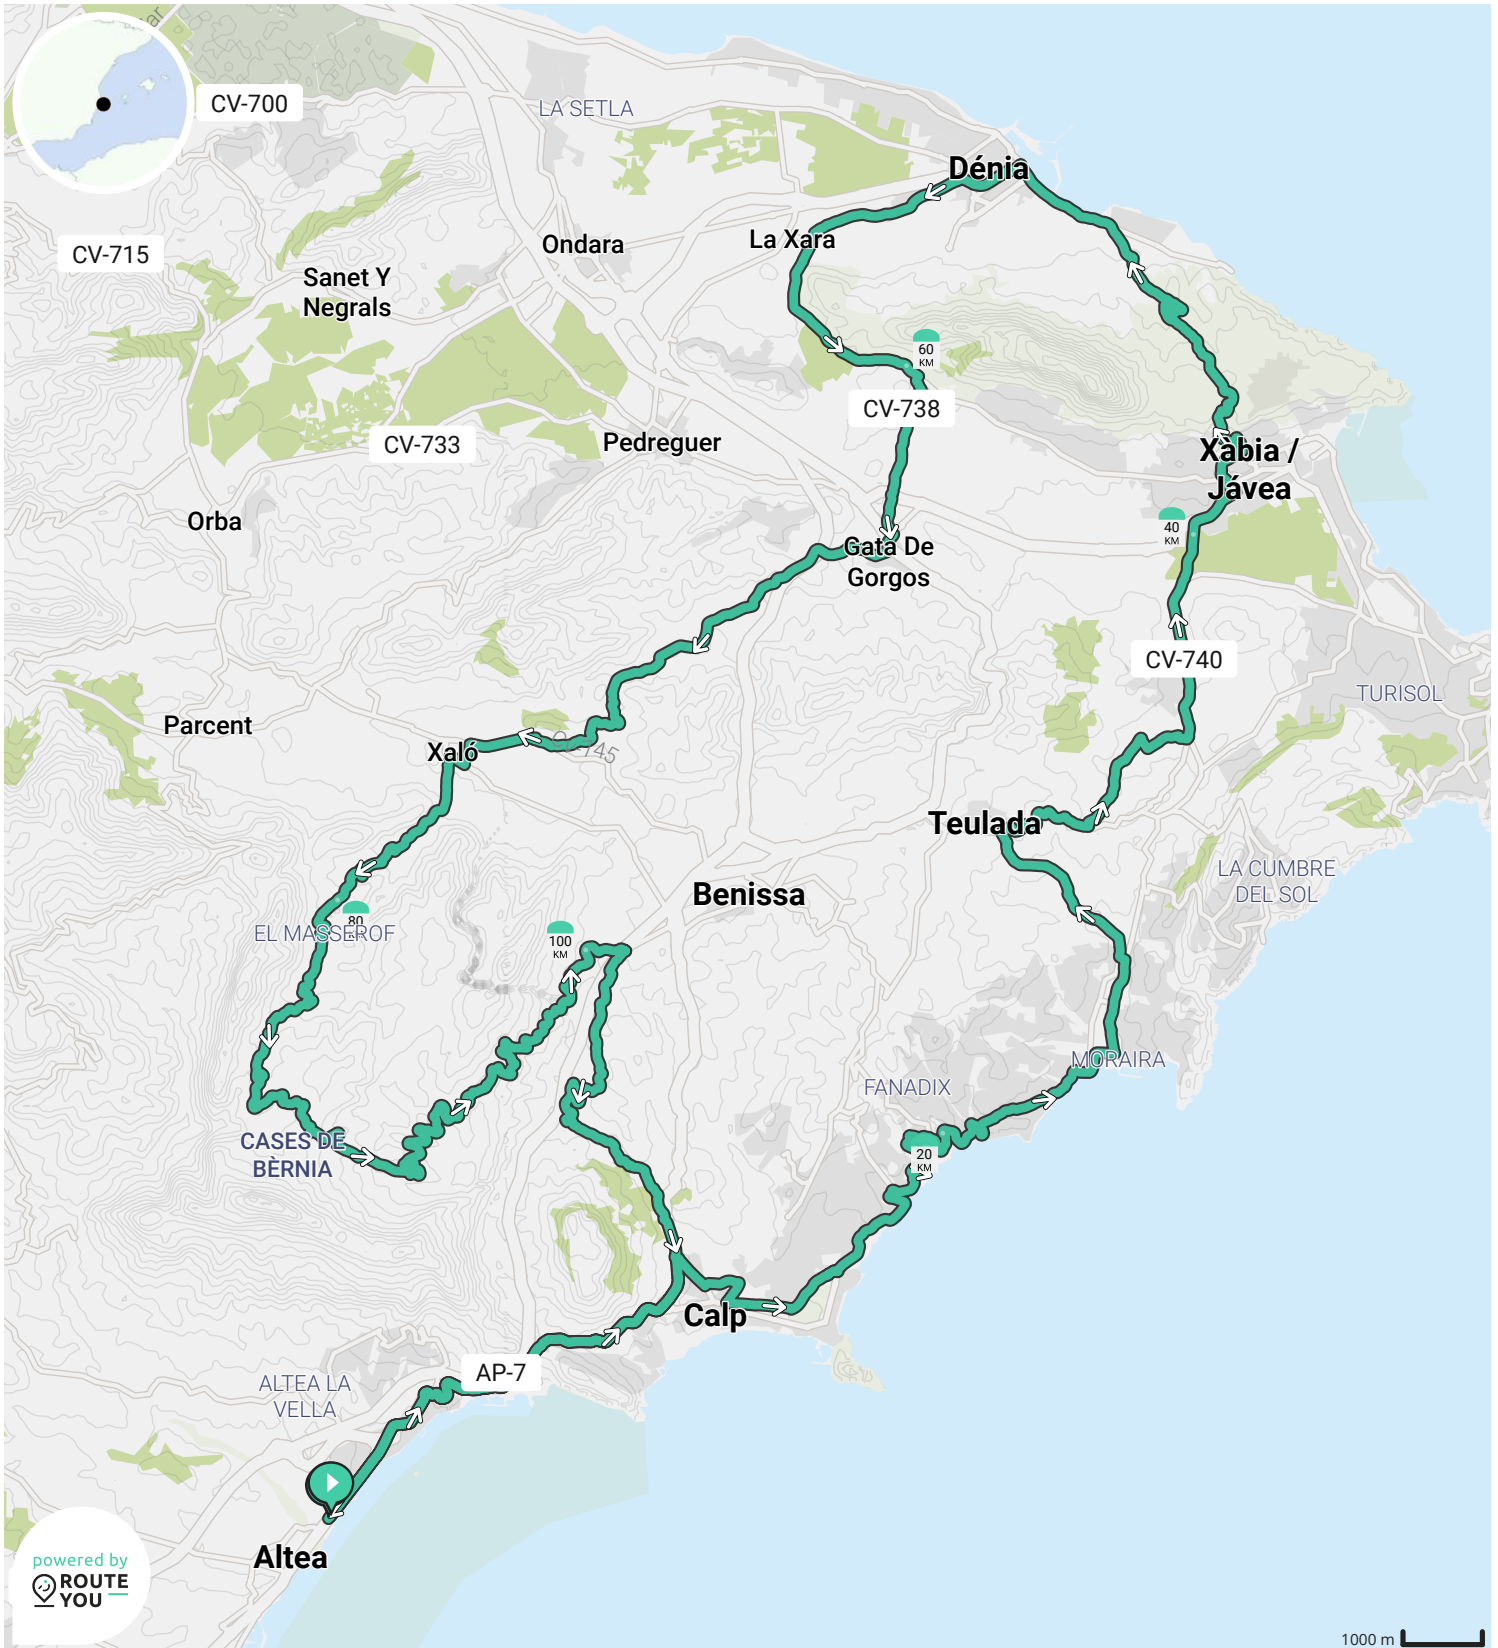 CV-700
LA SETLA
Dénia
CV-715
Ondara
La Xara
Sanet Y
Negrals
60
KM
CV-738
CV-733
Pedreguer
Xàbia /
Jávea
Orba
40
KM
Gata De
Gorgos
CV-740
TURISOL
Parcent
Xaló
Teulada
LA CUMBRE
DEL SOL
Benissa
80
EL MASSEROF
100
KM
MORAIRA
FANADIX
CASES DE
BÈRNIA
20
KM
Calp
AP-7
ALTEA LA
VELLA
Altea
powered by
ROUTE
YOU
1000 m